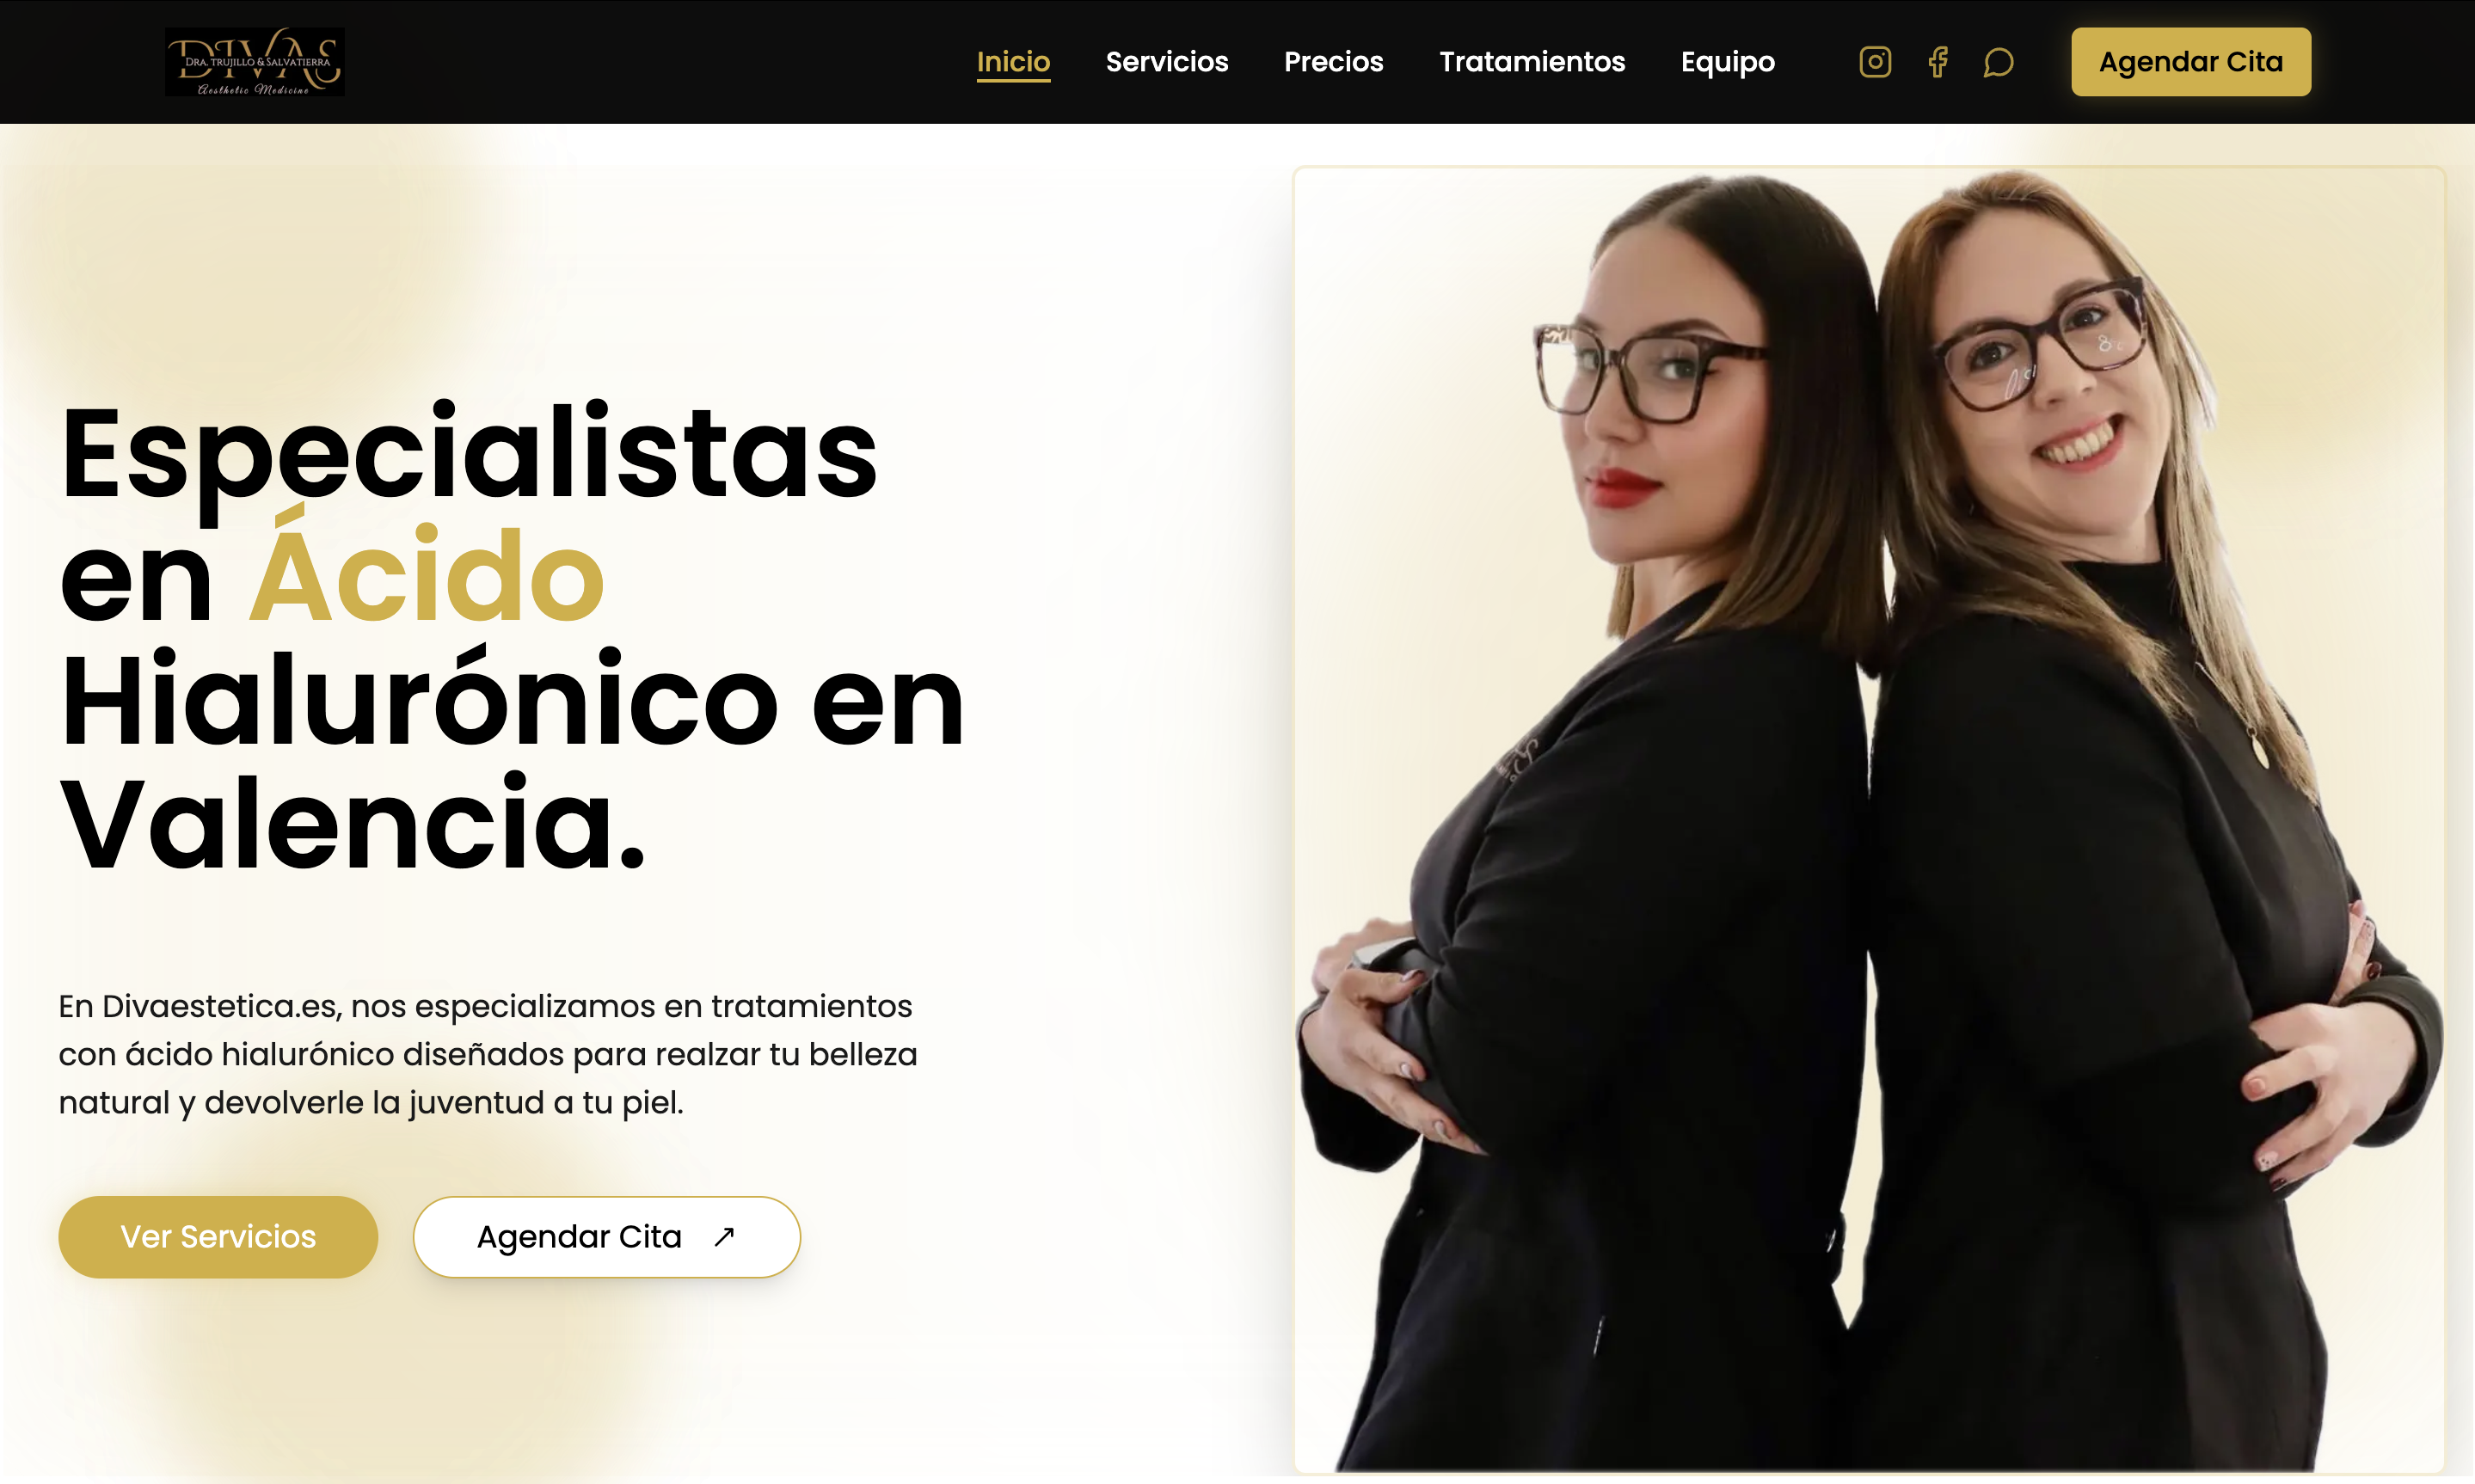 DIVAS
DRA. TRUJILLO & SALVATIERRA
Aesthetic Medicine
Inicio
Servicios
Precios
Tratamientos
Equipo
Agendar Cita
Especialistas
en Ácido
Hialurónico en
Valencia.
En Divaestetica.es, nos especializamos en tratamientos
con ácido hialurónico diseñados para realzar tu belleza
natural y devolverle la juventud a tu piel.
Ver Servicios
Agendar Cita ↗